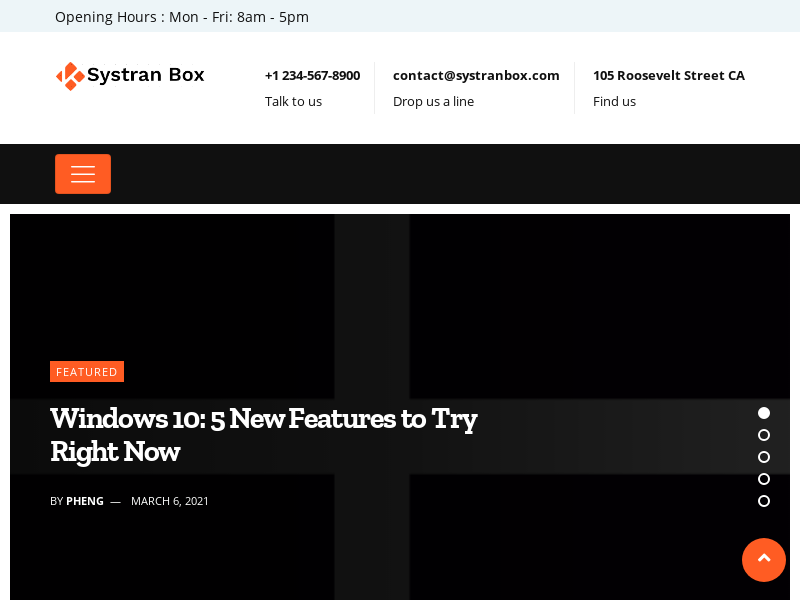 Opening Hours : Mon - Fri: 8am - 5pm
Systran Box
+1 234-567-8900
Talk to us
contact@systranbox.com
Drop us a line
105 Roosevelt Street CA
Find us
FEATURED
Windows 10: 5 New Features to Try
Right Now
BY PHENG — MARCH 6, 2021